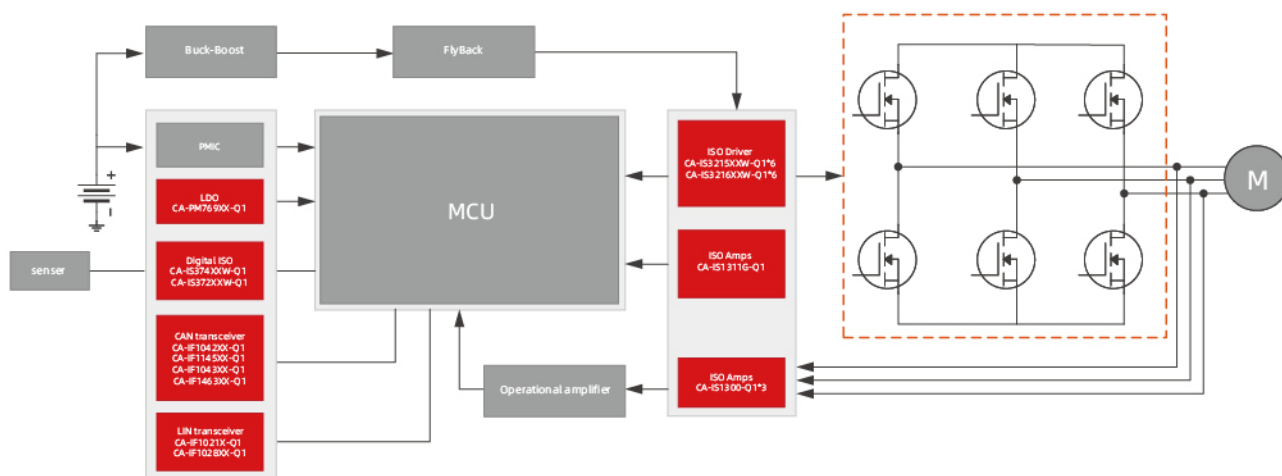 Buck-Boost
FlyBack
PMIC
LDO
CA-PM769XX-Q1
Digital ISO
CA-IS374XXW-Q1
CA-IS372XXW-Q1
CAN transceiver
CA-IF1042XX-Q1
CA-IF1145XX-Q1
CA-IF1043XX-Q1
CA-IF1463XX-Q1
LIN transceiver
CA-IF1021X-Q1
CA-IF1028XX-Q1
+
senser
MCU
Operational amplifier
ISO Driver
CA-IS3215XXW-Q1*6
CA-IS3216XXW-Q1*6
ISO Amps
CA-IS1311G-Q1
ISO Amps
CA-IS1300-Q1*3
M